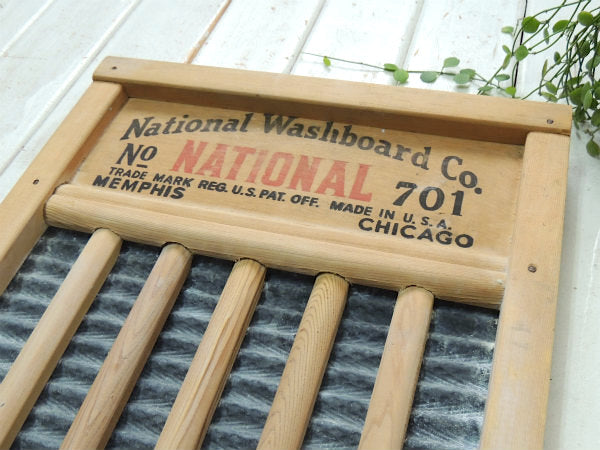 National Washboard Co.
No NATIONAL 701
TRADE MARK REG. U.S. PAT. OFF. MADE IN U.S.A.
MEMPHIS CHICAGO